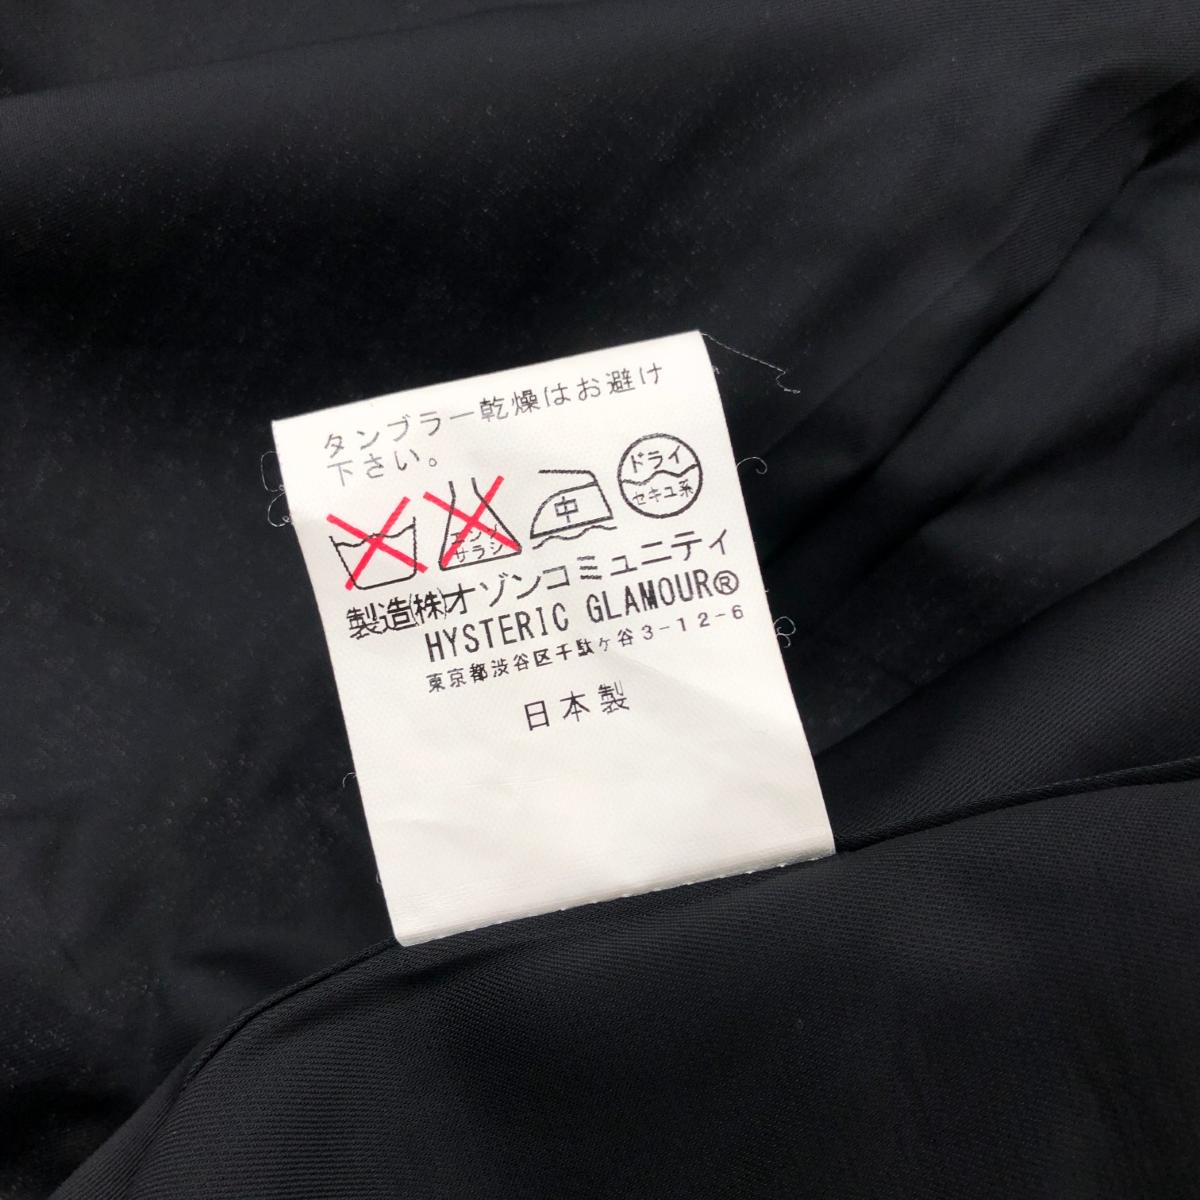 タンブラー乾燥はお避け
下さい。
エンソ
サラシ
中
ドライ
セキユ系
製造(株)オゾンコミュニティ
HYSTERIC GLAMOUR®
東京都渋谷区千駄ヶ谷3-12-6
日本製